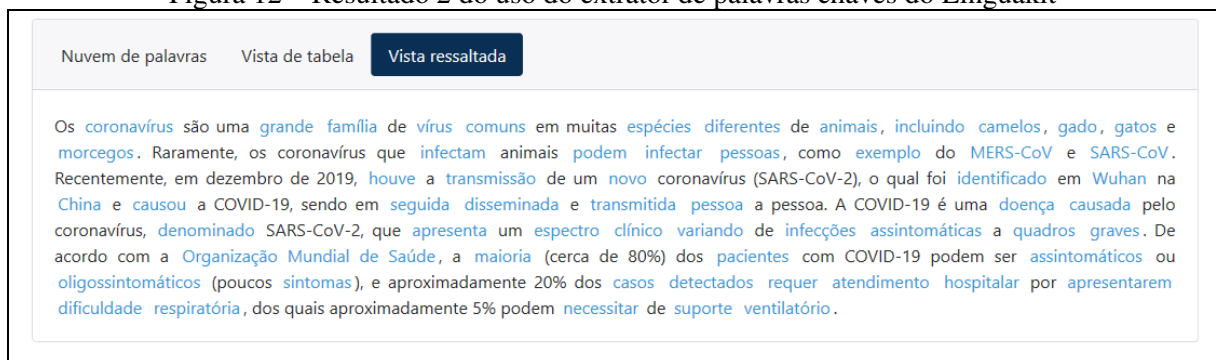 Figura 12 – Resultado 2 do uso do extrator de palavras chaves do Linguakit
Nuvem de palavras Vista de tabela Vista ressaltada
Os coronavírus são uma grande família de vírus comuns em muitas espécies diferentes de animais, incluindo camelos, gado, gatos e
morcegos. Raramente, os coronavírus que infectam animais podem infectar pessoas, como exemplo do MERS-CoV e SARS-CoV.
Recentemente, em dezembro de 2019, houve a transmissão de um novo coronavírus (SARS-CoV-2), o qual foi identificado em Wuhan na
China e causou a COVID-19, sendo em seguida disseminada e transmitida pessoa a pessoa. A COVID-19 é uma doença causada pelo
coronavírus, denominado SARS-CoV-2, que apresenta um espectro clínico variando de infecções assintomáticas a quadros graves. De
acordo com a Organização Mundial de Saúde, a maioria (cerca de 80%) dos pacientes com COVID-19 podem ser assintomáticos ou
oligossintomáticos (poucos sintomas), e aproximadamente 20% dos casos detectados requer atendimento hospitalar por apresentarem
dificuldade respiratória, dos quais aproximadamente 5% podem necessitar de suporte ventilatório.